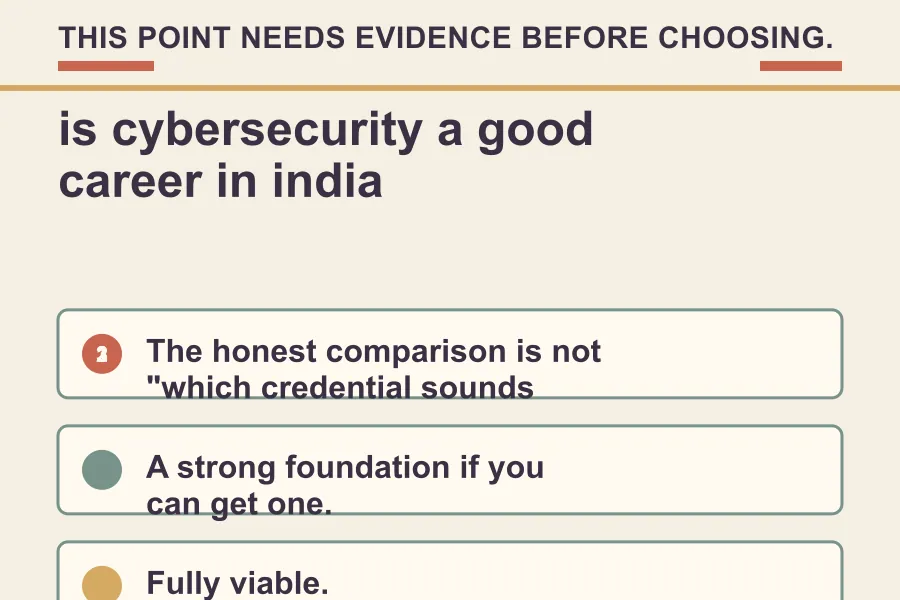 THIS POINT NEEDS EVIDENCE BEFORE CHOOSING.
is cybersecurity a good
career in india
The honest comparison is not
"which credential sounds
A strong foundation if you
can get one.
Fully viable.